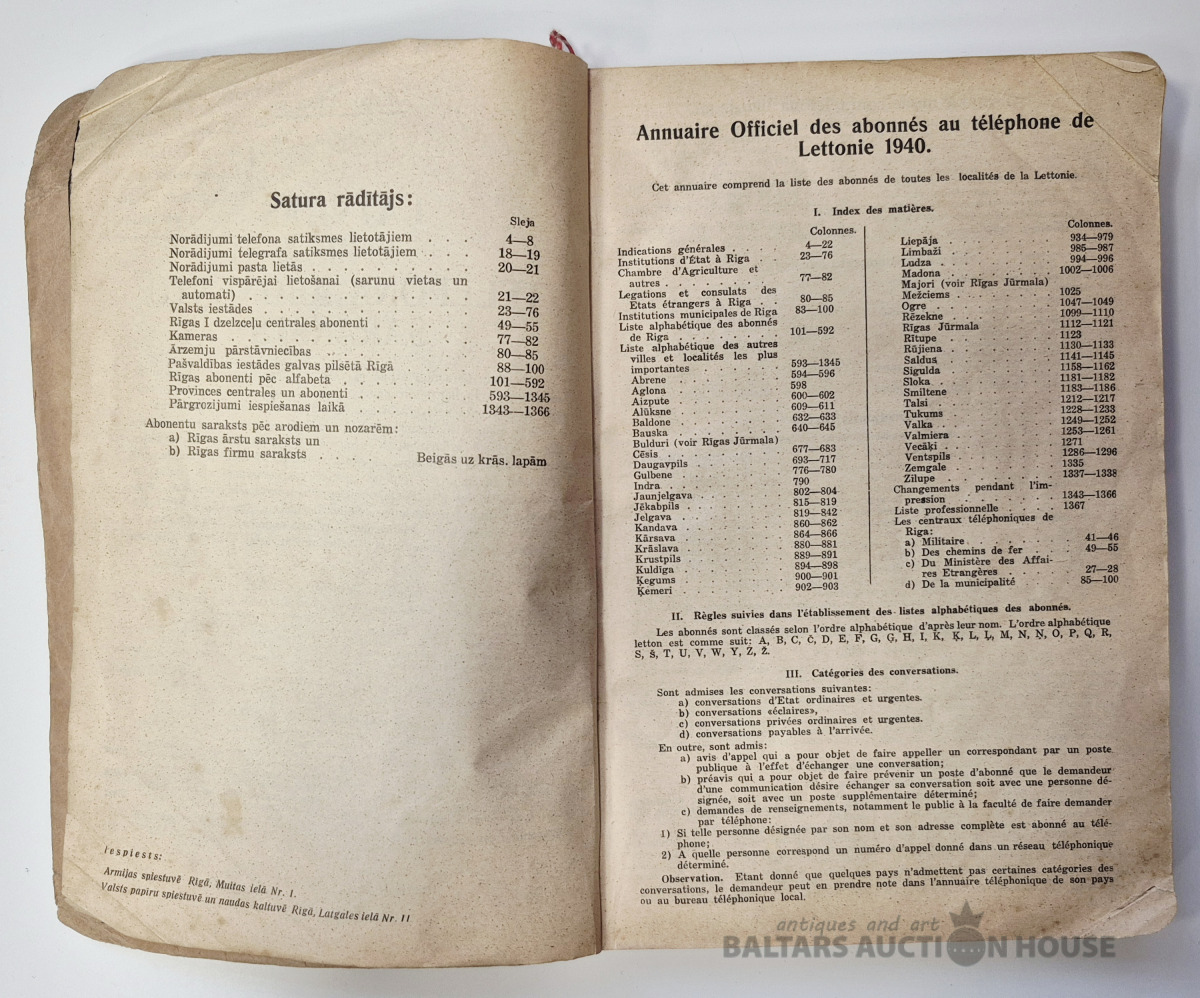 Satura rādītājs:
Sleja
Norādījumi telefona satiksmes lietotājiem . . . 4—8
Norādījumi telegrafa satiksmes lietotājiem . . . 18—19
Norādījumi pasta lietās . . . . . . . . . 20—21
Telefoni vispārējai lietošanai (sarunu vietas un
automati) . . . . . . . . . . . . 21—22
Valsts iestādes . . . . . . . . . . . 23—76
Rīgas I dzelzceļu centrales abonenti . . . . . 49—55
Kameras . . . . . . . . . . . . 77—82
Ārzemju pārstāvniecības . . . . . . . . 80—85
Pašvaldības iestādes galvas pilsētā Rīgā . . . . 88—100
Rīgas abonenti pēc alfabeta . . . . . . . 101—592
Provinces centrales un abonenti . . . . . . 593—1345
Pārgrozījumi iespiešanas laikā . . . . . . 1343—1366
Abonentu saraksts pēc arodiem un nozarēm:
a) Rīgas ārstu saraksts un
b) Rīgas firmu saraksts . . . . Beigās uz krās. lapām
Iespiests:
Armijas spiestuvē Rīgā, Muitas ielā Nr. 1.
Valsts papīru spiestuvē un naudas kaltuvē Rīgā, Latgales ielā Nr. 11
Annuaire Officiel des abonnés au téléphone de
Lettonie 1940.
Cet annuaire comprend la liste des abonnés de toutes les localités de la Lettonie.
I. Index des matières.
Colonnes.
Indications générales . . . . 4—22
Institutions d'État à Riga . . 23—76
Chambre d'Agriculture et
autres . . . . . . . . 77—82
Legations et consulats des
Etats étrangers à Riga . . 80—85
Institutions municipales de Riga 83—100
Liste alphabétique des abonnés
de Riga . . . . . . . 101—592
Liste alphabétique des autres
villes et localités les plus
importantes . . . . . . 593—1345
Abrene . . . . . . . . 594—596
Aglona . . . . . . . . 598
Aizpute . . . . . . . . 600—602
Alūksne . . . . . . . . 609—611
Baldone . . . . . . . . 632—633
Bauska . . . . . . . . 640—645
Bulduri (voir Rīgas Jūrmala)
Cēsis . . . . . . . . 677—683
Daugavpils . . . . . . . 693—717
Gulbene . . . . . . . . 776—780
Indra . . . . . . . . 790
Jaunjelgava . . . . . . . 802—804
Jēkabpils . . . . . . . 815—819
Jelgava . . . . . . . . 819—842
Kandava . . . . . . . . 860—862
Kārsava . . . . . . . . 864—866
Krāslava . . . . . . . . 880—881
Krustpils . . . . . . . . 889—891
Kuldīga . . . . . . . . 894—898
Ķegums . . . . . . . . 900—901
Ķemeri . . . . . . . . 902—903
Colonnes.
Liepāja . . . . . . . . 934—979
Limbaži . . . . . . . . 985—987
Ludza . . . . . . . . 994—996
Madona . . . . . . . . 1002—1006
Majori (voir Rīgas Jūrmala)
Mežciems . . . . . . . 1025
Ogre . . . . . . . . 1047—1049
Rēzekne . . . . . . . . 1099—1110
Rīgas Jūrmala . . . . . . 1112—1121
Rītupe . . . . . . . . 1123
Rūjiena . . . . . . . . 1130—1133
Saldus . . . . . . . . 1141—1145
Sigulda . . . . . . . . 1158—1162
Sloka . . . . . . . . 1181—1182
Smiltene . . . . . . . . 1183—1186
Talsi . . . . . . . . 1212—1217
Tukums . . . . . . . . 1228—1233
Valka . . . . . . . . 1249—1252
Valmiera . . . . . . . . 1253—1261
Vecāķi . . . . . . . . 1271
Ventspils . . . . . . . . 1286—1296
Zemgale . . . . . . . . 1335
Zilupe . . . . . . . . 1337—1338
Changements pendant l'im-
pression . . . . . . . 1343—1366
Liste professionnelle . . . . 1367
Les centraux téléphoniques de
Riga:
a) Militaire . . . . . . . 41—46
b) Des chemins de fer . . . 49—55
c) Du Ministère des Affai-
res Etrangères . . . . . 27—28
d) De la municipalité . . . 85—100
II. Règles suivies dans l'établissement des listes alphabétiques des abonnés.
Les abonnés sont classés selon l'ordre alphabétique d'après leur nom. L'ordre alphabétique
letton est comme suit: A, B, C, Č, D, E, F, G, Ģ, H, I, K, Ķ, L, Ļ, M, N, Ņ, O, P, Q, R,
S, Š, T, U, V, W, Y, Z, Ž.
III. Catégories des conversations.
Sont admises les conversations suivantes:
a) conversations d'Etat ordinaires et urgentes.
b) conversations «éclaires»,
c) conversations privées ordinaires et urgentes.
d) conversations payables à l'arrivée.
En outre, sont admis:
a) avis d'appel qui a pour objet de faire appeller un correspondant par un poste
publique à l'effet d'échanger une conversation;
b) préavis qui a pour objet de faire prévenir un poste d'abonné que le demandeur
d'une communication désire échanger sa conversation soit avec une personne dé-
signée, soit avec un poste supplémentaire déterminé;
c) demandes de renseignements, notamment le public à la faculté de faire demander
par téléphone:
1) Si telle personne désignée par son nom et son adresse complète est abonné au télé-
phone;
2) A quelle personne correspond un numéro d'appel donné dans un réseau téléphonique
déterminé.
Observation. Etant donné que quelques pays n'admettent pas certaines catégories des
conversations, le demandeur peut en prendre note dans l'annuaire téléphonique de son pays
ou au bureau téléphonique local.
antiques and art
BALTARS AUCTION HOUSE